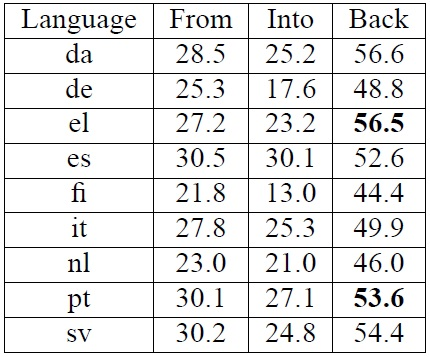 Language From Into Back
da 28.5 25.2 56.6
de 25.3 17.6 48.8
el 27.2 23.2 56.5
es 30.5 30.1 52.6
fi 21.8 13.0 44.4
it 27.8 25.3 49.9
nl 23.0 21.0 46.0
pt 30.1 27.1 53.6
sv 30.2 24.8 54.4